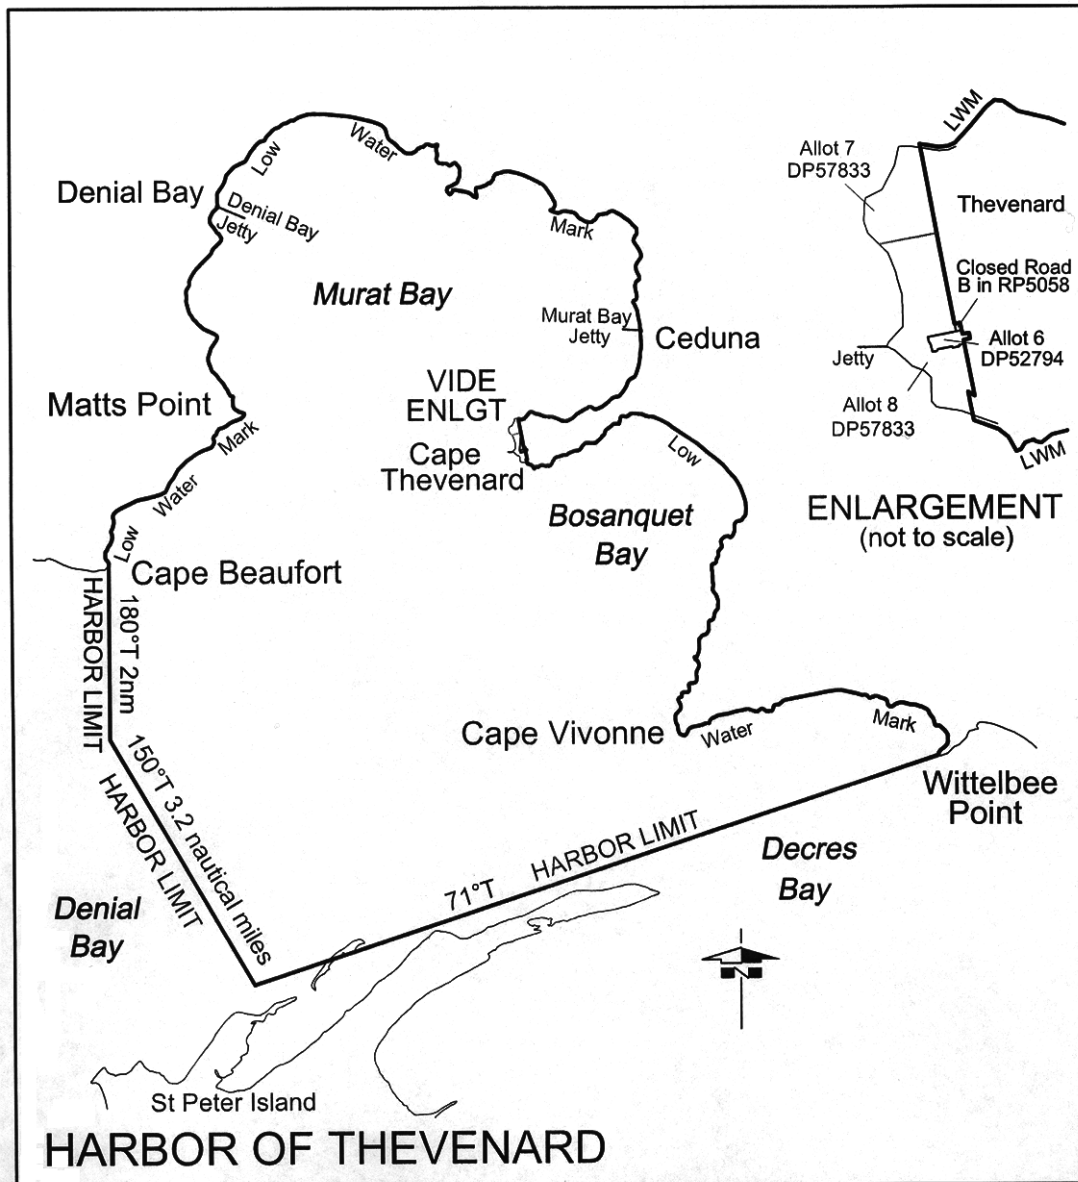 Low
Water
Denial Bay
Denial Bay
Jetty
Mark
Murat Bay
Murat Bay
Jetty
Ceduna
VIDE
ENLGT
Matts Point
Mark
Cape
Thevenard
Low
Water
Bosanquet
Bay
Low
Cape Beaufort
HARBOR LIMIT
180°T 2nm
Cape Vivonne
Water
Mark
150°T 3.2 nautical miles
HARBOR LIMIT
Wittelbee
Point
71°T HARBOR LIMIT
Decres
Bay
Denial
Bay
N
St Peter Island
HARBOR OF THEVENARD
LWM
Allot 7
DP57833
Thevenard
Closed Road
B in RP5058
Allot 6
DP52794
Jetty
Allot 8
DP57833
LWM
ENLARGEMENT
(not to scale)